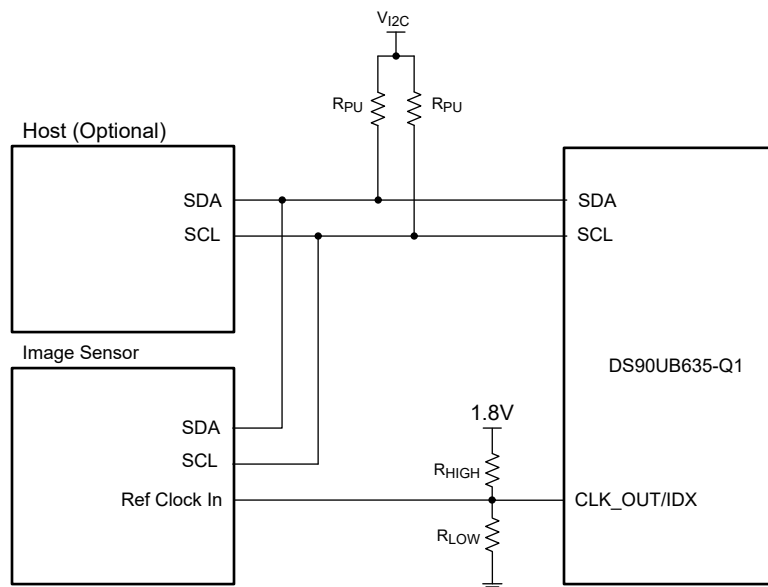 V_I2C
R_PU
R_PU
Host (Optional)
SDA
SCL
SDA
SCL
Image Sensor
DS90UB635-Q1
SDA
SCL
1.8V
R_HIGH
Ref Clock In
CLK_OUT/IDX
R_LOW